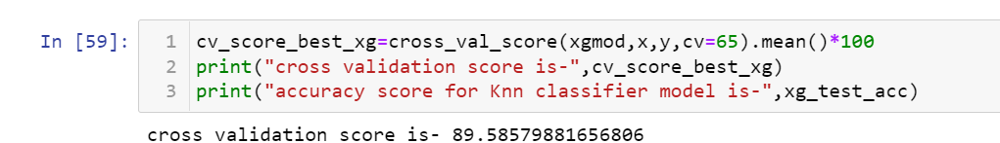 In [59]:
1 cv_score_best_xg=cross_val_score(xgmod,x,y,cv=65).mean()*100
2 print("cross validation score is-",cv_score_best_xg)
3 print("accuracy score for Knn classifier model is-",xg_test_acc)
cross validation score is- 89.58579881656806